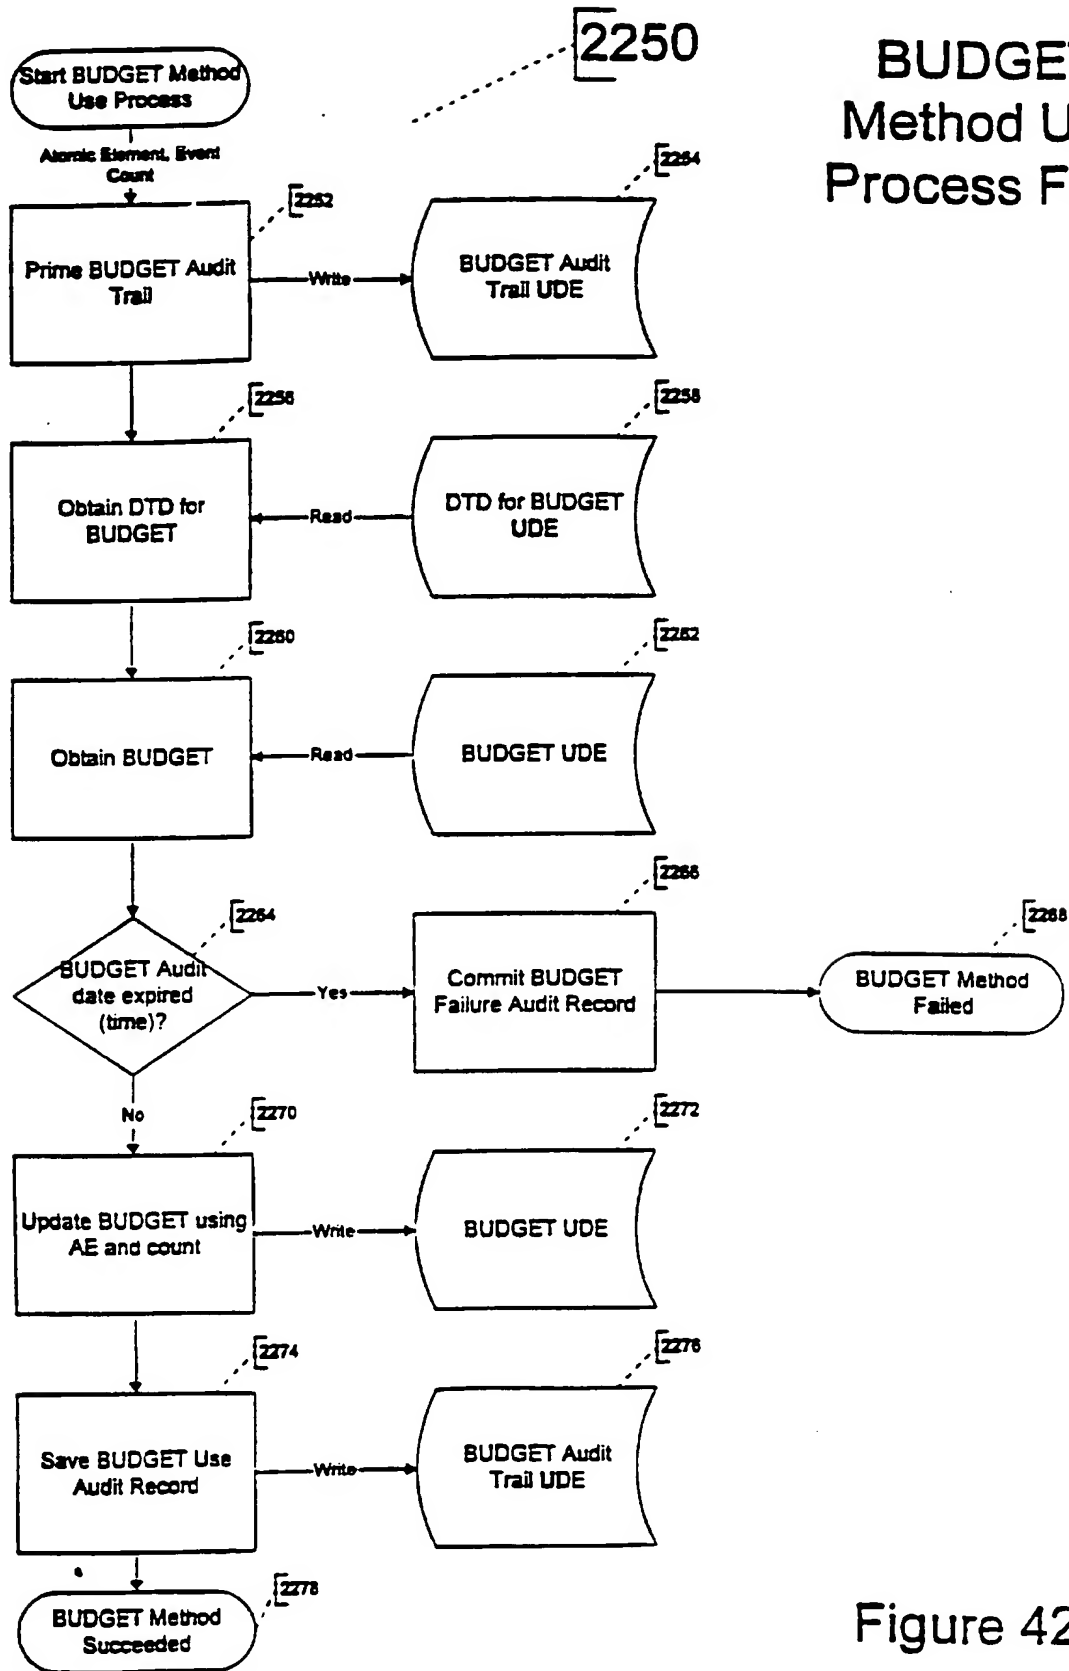 2250
BUDGET
Method U
Process F
Start BUDGET Method
Use Process
Atomic Element, Event
Count
2252
2254
Prime BUDGET Audit
Trail
Write
BUDGET Audit
Trail UDE
2256
2258
Obtain DTD for
BUDGET
Read
DTD for BUDGET
UDE
2260
2262
Obtain BUDGET
Read
BUDGET UDE
2264
2266
2268
BUDGET Audit
date expired
(time)?
Yes
Commit BUDGET
Failure Audit Record
BUDGET Method
Failed
No
2270
2272
Update BUDGET using
AE and count
Write
BUDGET UDE
2274
2276
Save BUDGET Use
Audit Record
Write
BUDGET Audit
Trail UDE
2278
BUDGET Method
Succeeded
Figure 42